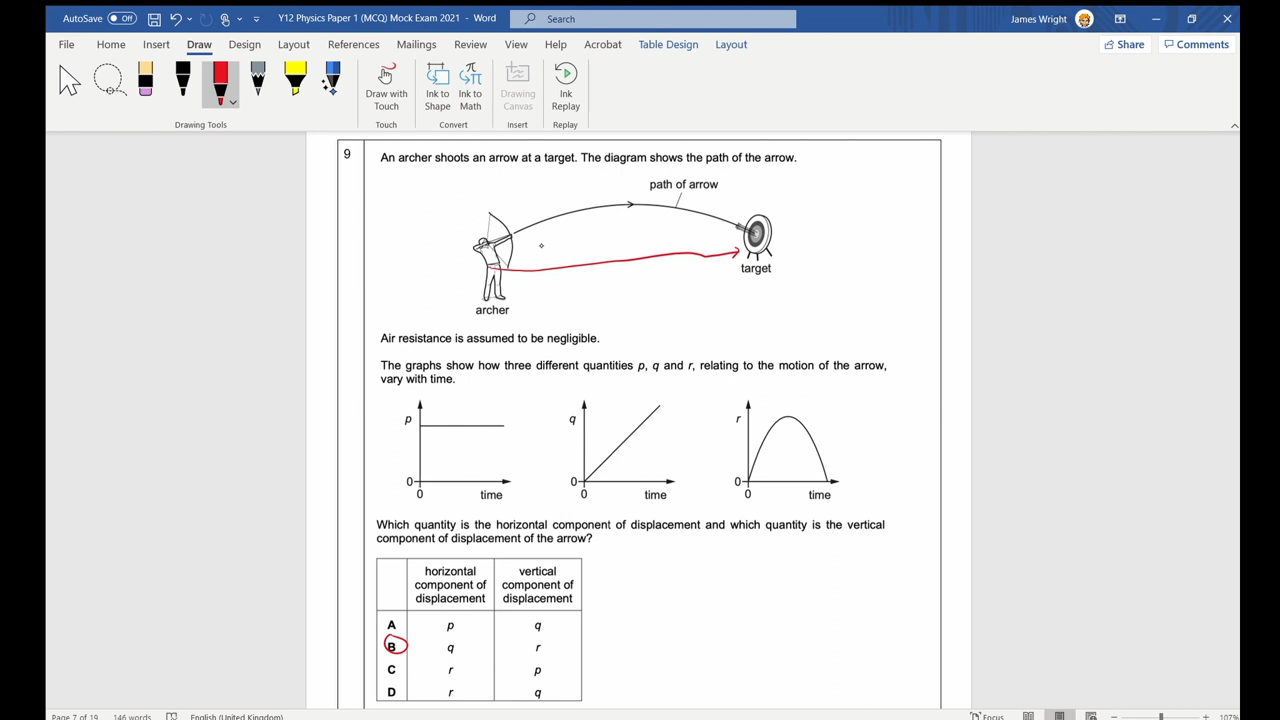 AutoSave Off Y12 Physics Paper 1 (MCQ) Mock Exam 2021 - Word Search James Wright
File Home Insert Draw Design Layout References Mailings Review View Help Acrobat Table Design Layout Share Comments
Draw with Touch
Ink to Shape
Ink to Math
Drawing Canvas
Ink Replay
Drawing Tools Touch Convert Insert Replay
9 An archer shoots an arrow at a target. The diagram shows the path of the arrow.
path of arrow
target
archer
Air resistance is assumed to be negligible.
The graphs show how three different quantities p, q and r, relating to the motion of the arrow,
vary with time.
p q r
0 0 0
0 time 0 time 0 time
Which quantity is the horizontal component of displacement and which quantity is the vertical
component of displacement of the arrow?
horizontal vertical
component of component of
displacement displacement
A p q
B q r
C r p
D r q
Page 7 of 19 146 words English (United Kingdom) Focus 107%